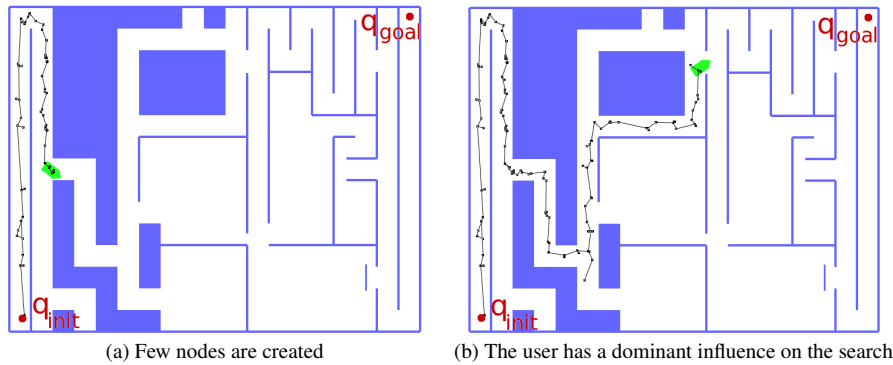 q_goal
q_init
(a) Few nodes are created
q_goal
q_init
(b) The user has a dominant influence on the search